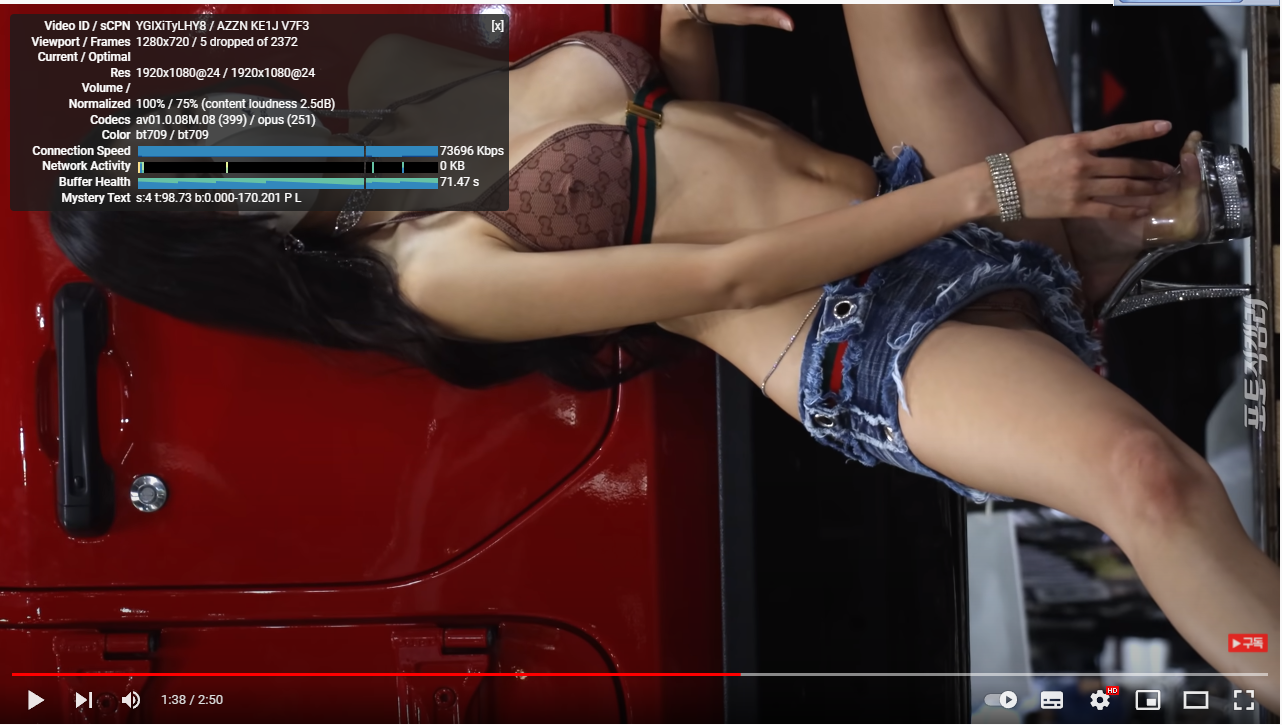 Video ID / sCPN YGIXiTyLHY8 / AZZN KE1J V7F3 [x]
Viewport / Frames 1280x720 / 5 dropped of 2372
Current / Optimal
Res 1920x1080@24 / 1920x1080@24
Volume /
Normalized 100% / 75% (content loudness 2.5dB)
Codecs av01.0.08M.08 (399) / opus (251)
Color bt709 / bt709
Connection Speed 73696 Kbps
Network Activity 0 KB
Buffer Health 71.47 s
Mystery Text s:4 t:98.73 b:0.000-170.201 P L
구독
1:38 / 2:50
HD